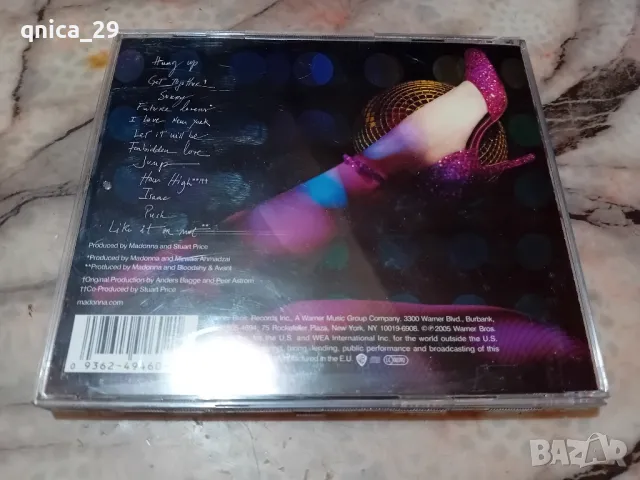 qnica_29
Hung up
Get Together†
Sorry
Future lovers*
I love New York
Let it will be
Forbidden love
Jump
How High**††
Isaac
Push
Like it or not**
Produced by Madonna and Stuart Price
*Produced by Madonna and Mirwais Ahmadzai
**Produced by Madonna and Bloodshy & Avant
†Original Production by Anders Bagge and Peer Astrom
††Co-Produced by Stuart Price
madonna.com
Records Inc., A Warner Music Group Company, 3300 Warner Blvd., Burbank,
75 Rockefeller Plaza, New York, NY 10019-6908. ©℗2005 Warner Bros.
for the U.S. and WEA International Inc. for the world outside the U.S.
lending, public performance and broadcasting of this
in the E.U.
0 9362-49460
BAZAR